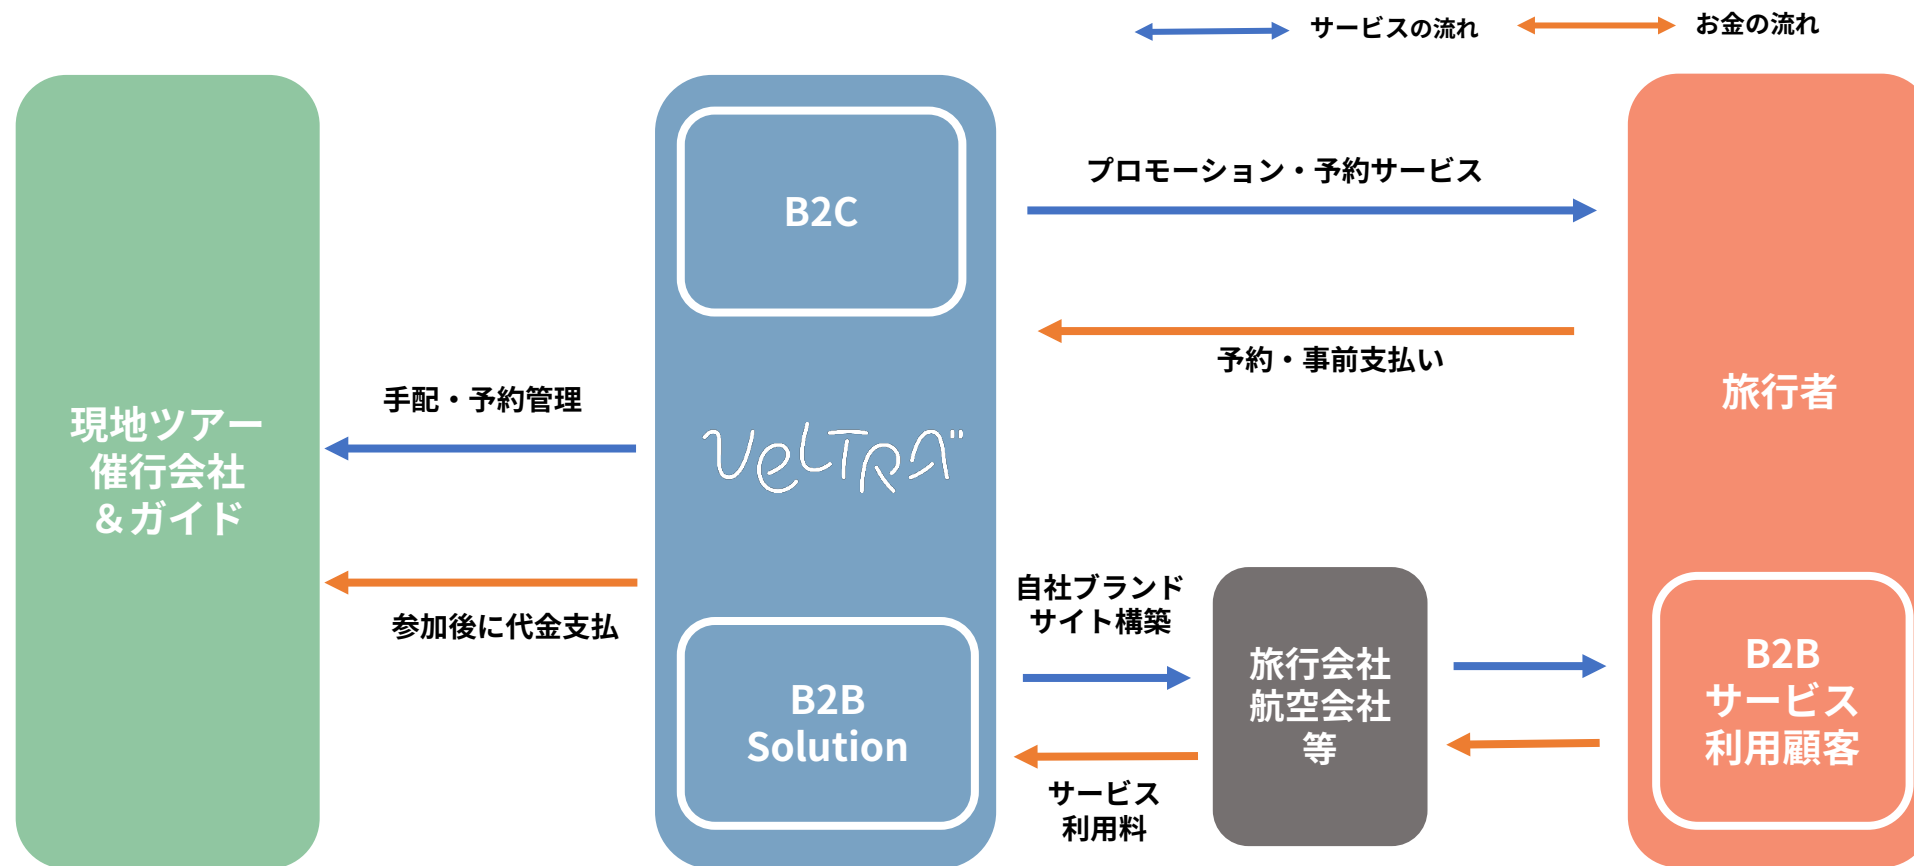 サービスの流れ
お金の流れ
現地ツアー
催行会社
＆ガイド
手配・予約管理
参加後に代金支払
B2C
VELTRA
B2B
Solution
プロモーション・予約サービス
予約・事前支払い
自社ブランド
サイト構築
サービス
利用料
旅行会社
航空会社
等
旅行者
B2B
サービス
利用顧客